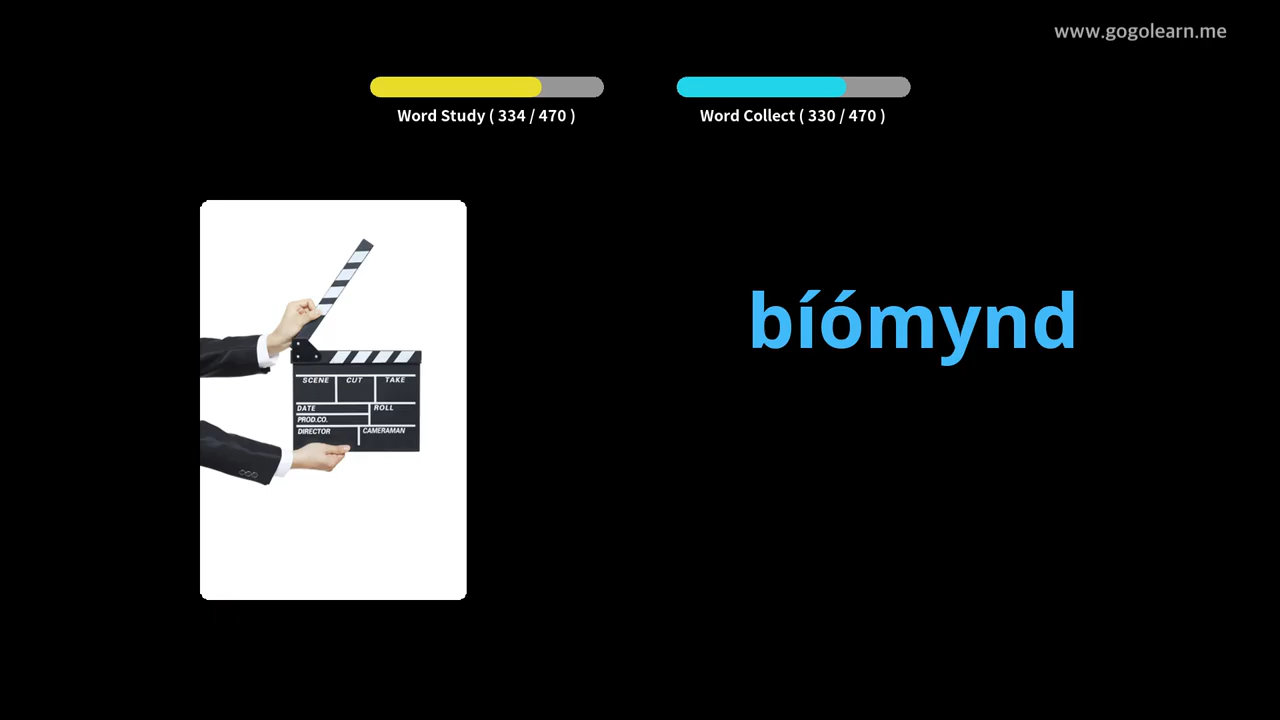 www.gogolearn.me
Word Study ( 334 / 470 )
Word Collect ( 330 / 470 )
SCENE CUT TAKE
DATE ROLL
PROD.CO.
DIRECTOR CAMERAMAN
bíómynd